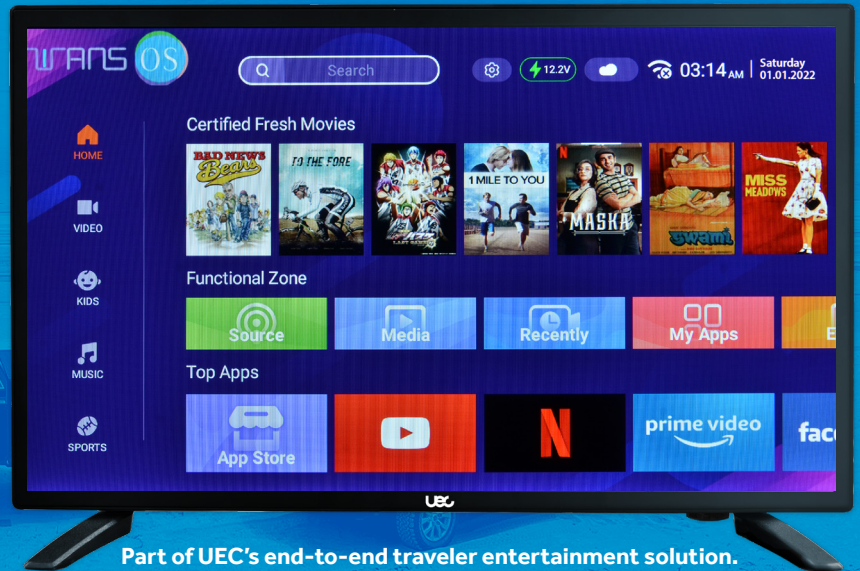 TRANS OS
Search
12.2V
03:14 AM
Saturday
01.01.2022
HOME
VIDEO
KIDS
MUSIC
SPORTS
Certified Fresh Movies
BAD NEWS
Bears
TO THE FORE
LAST GAME
1 MILE TO YOU
N
MASKA
swami
MISS
MEADOWS
Functional Zone
Source
Media
Recently
My Apps
Top Apps
App Store
N
prime video
fac
UEC
Part of UEC's end-to-end traveler entertainment solution.